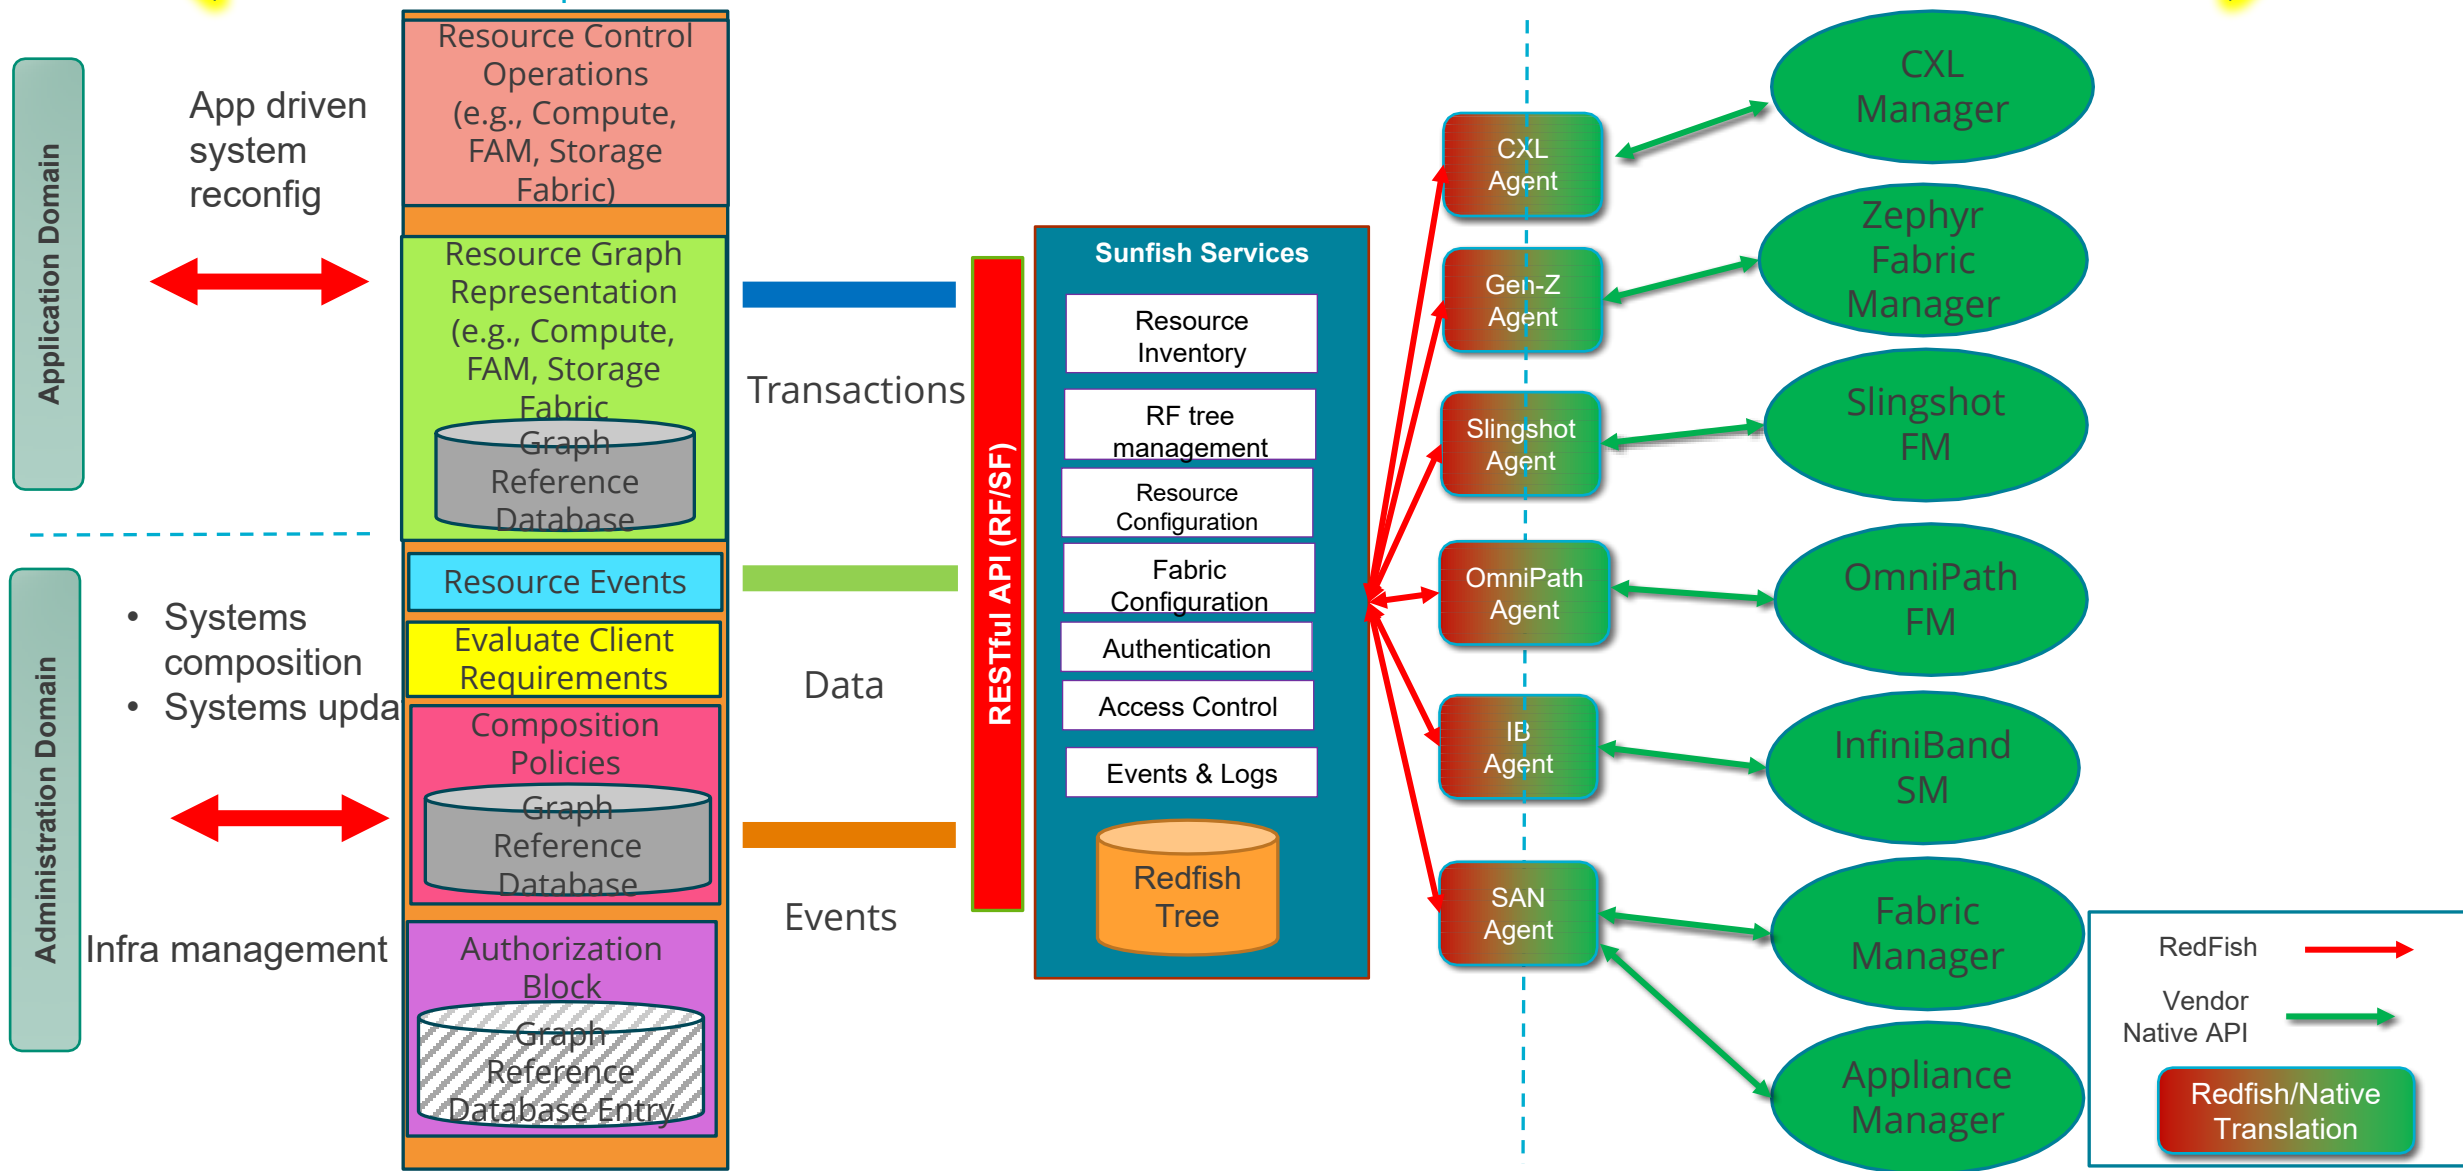 Application Domain
App driven
system
reconfig
Administration Domain
• Systems
composition
• Systems upda
Infra management
Resource Control
Operations
(e.g., Compute,
FAM, Storage
Fabric)
Resource Graph
Representation
(e.g., Compute,
FAM, Storage
Fabric
Graph
Reference
Database
Resource Events
Evaluate Client
Requirements
Composition
Policies
Graph
Reference
Database
Authorization
Block
Graph
Reference
Database Entry
Transactions
Data
Events
RESTful API (RF/SF)
Sunfish Services
Resource
Inventory
RF tree
management
Resource
Configuration
Fabric
Configuration
Authentication
Access Control
Events & Logs
Redfish
Tree
CXL
Agent
Gen-Z
Agent
Slingshot
Agent
OmniPath
Agent
IB
Agent
SAN
Agent
CXL
Manager
Zephyr
Fabric
Manager
Slingshot
FM
OmniPath
FM
InfiniBand
SM
Fabric
Manager
Appliance
Manager
RedFish
Vendor
Native API
Redfish/Native
Translation